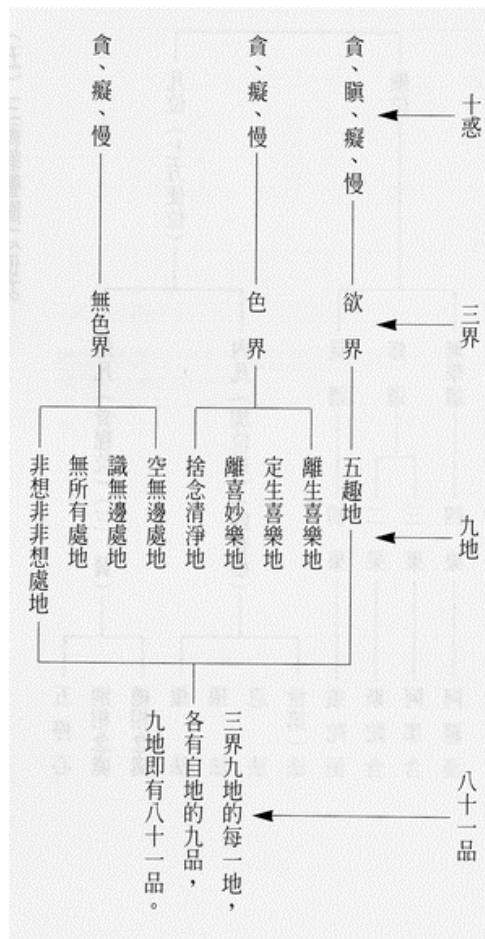 十惑
三界
九地
八十一品
貪、瞋、癡、慢
欲界
五趣地
貪、癡、慢
色界
離生喜樂地
定生喜樂地
離喜妙樂地
捨念清淨地
貪、癡、慢
無色界
空無邊處地
識無邊處地
無所有處地
非想非非想處地
三界九地的每一地，
各有自地的九品，
九地即有八十一品。